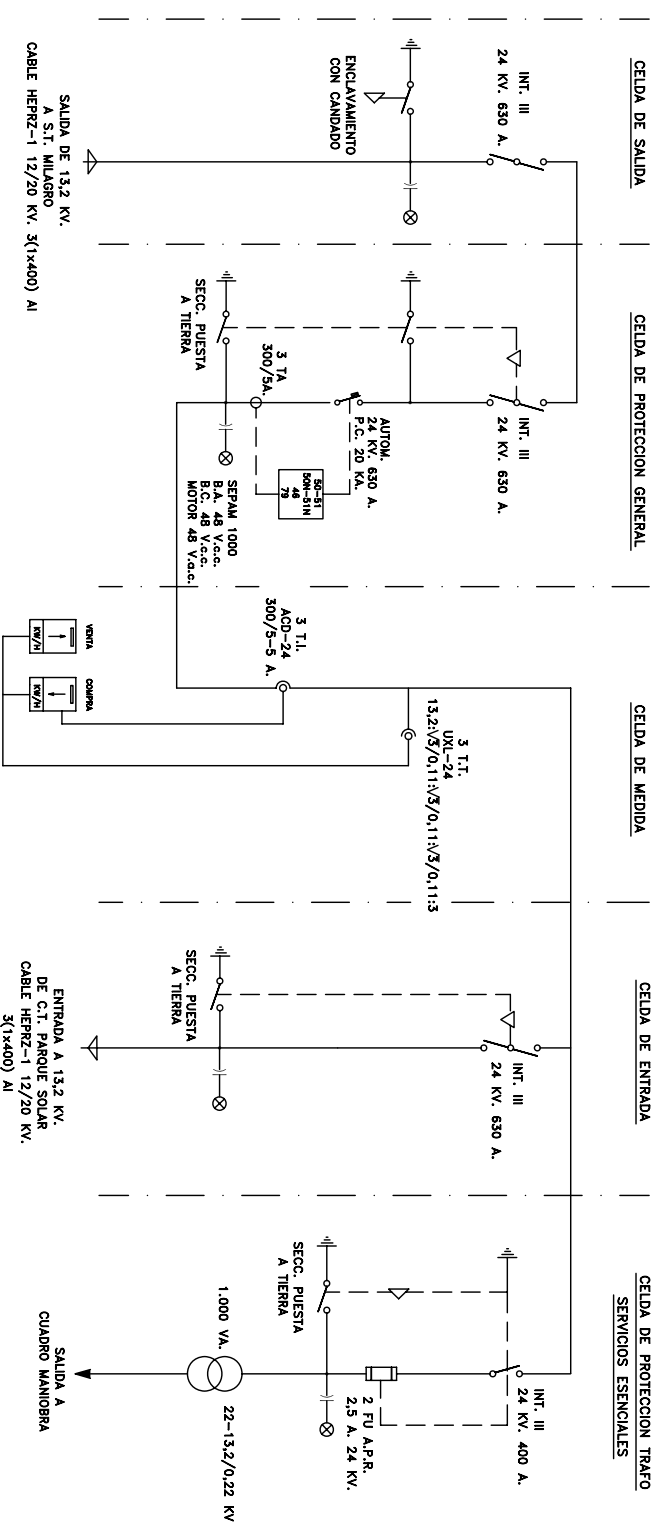 CELDA DE SALIDA
INT. III
24 KV. 630 A.
ENCLAVAMIENTO
CON CANDADO
SALIDA DE 13,2 KV.
A S.T. MILAGRO
CABLE HEPRZ-1 12/20 KV. 3(1x400) Al
CELDA DE PROTECCION GENERAL
INT. III
24 KV. 630 A.
AUTOM.
24 KV. 630 A.
P.C. 20 KA.
50-51
50N-51N
46
79
3 TA
300/5A.
SECC. PUESTA
A TIERRA
SEPAM 1000
B.A. 48 V.c.c.
B.C. 48 V.c.c.
MOTOR 48 V.a.c.
CELDA DE MEDIDA
3 T.T.
UXL-24
13,2:√3/0,11:√3/0,11:√3/0,11:3
3 T.I.
ACD-24
300/5-5 A.
VENTA
KW/H
COMPRA
KW/H
CELDA DE ENTRADA
INT. III
24 KV. 630 A.
SECC. PUESTA
A TIERRA
ENTRADA A 13,2 KV.
DE C.T. PARQUE SOLAR
CABLE HEPRZ-1 12/20 KV.
3(1x400) Al
CELDA DE PROTECCION TRAFO
SERVICIOS ESENCIALES
INT. III
24 KV. 400 A.
2 FU A.P.R.
2,5 A. 24 KV.
SECC. PUESTA
A TIERRA
1.000 VA.
22-13,2/0,22 KV
SALIDA A
CUADRO MANIOBRA